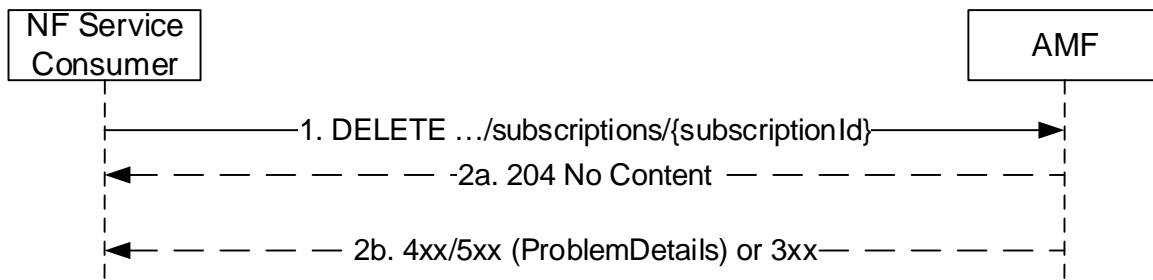 NF Service
Consumer
AMF
1. DELETE …/subscriptions/{subscriptionId}
2a. 204 No Content
2b. 4xx/5xx (ProblemDetails) or 3xx